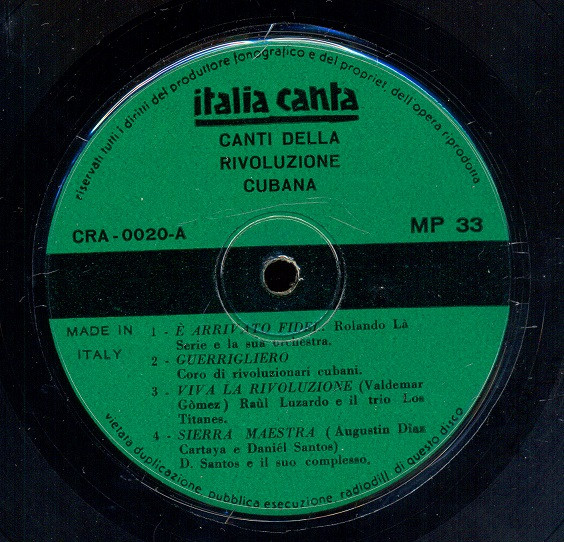 riservati tutti i diritti del produttore fonografico e del propriet. dell opera riprodotta.
italia canta
CANTI DELLA
RIVOLUZIONE
CUBANA
CRA-0020-A
MP 33
MADE IN
ITALY
1 - È ARRIVATO FIDEL. Rolando Là
Serie e la sua orchestra.
2 - GUERRIGLIERO
Coro di rivoluzionari cubani.
3 - VIVA LA RIVOLUZIONE (Valdemar
Gòmez) Raùl Luzardo e il trio Los
Titanes.
4 - SIERRA MAESTRA (Augustin Diaz
Cartaya e Daniél Santos)
D. Santos e il suo complesso.
vietata duplicazione, pubblica esecuzione, radiodiff. di questo disco